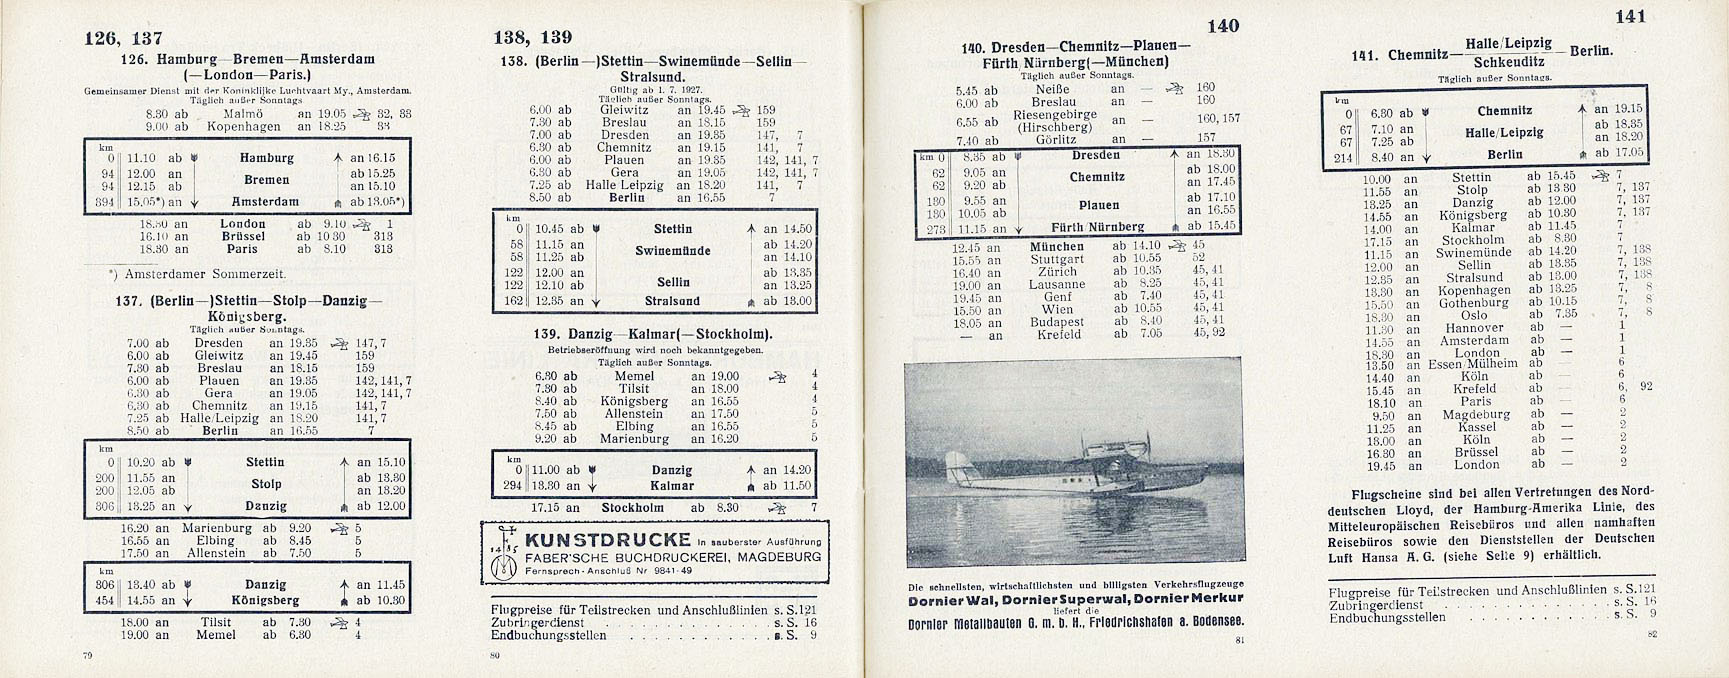 126, 137
126. Hamburg—Bremen—Amsterdam
(—London—Paris.)
Gemeinsamer Dienst mit der Koninklijke Luchtvaart My., Amsterdam.
Täglich außer Sonntags
8.30 ab Malmö an 19.05 32, 33
9.00 ab Kopenhagen an 18.25 33
km
0 11.10 ab Hamburg an 16.15
94 12.00 an Bremen ab 15.25
94 12.15 ab an 15.10
394 15.05*) an Amsterdam ab 13.05*)
18.30 an London ab 9.10 1
16.10 an Brüssel ab 10 30 313
18.30 an Paris ab 8.10 313
*) Amsterdamer Sommerzeit.
137. (Berlin—)Stettin—Stolp—Danzig—
Königsberg.
Täglich außer Sonntags.
7.00 ab Dresden an 19.35 147, 7
6.00 ab Gleiwitz an 19.45 159
7.30 ab Breslau an 18.15 159
6.00 ab Plauen an 19.35 142, 141, 7
6.30 ab Gera an 19.05 142, 141, 7
6.30 ab Chemnitz an 19.15 141, 7
7.25 ab Halle/Leipzig an 18.20 141, 7
8.50 ab Berlin an 16.55 7
km
0 10.20 ab Stettin an 15.10
200 11.55 an Stolp ab 13.30
200 12.05 ab an 13.20
306 13.25 an Danzig ab 12.00
16.20 an Marienburg ab 9.20 5
16.55 an Elbing ab 8.45 5
17.50 an Allenstein ab 7.50 5
306 13.40 ab Danzig an 11.45
454 14.55 an Königsberg ab 10.30
18.00 an Tilsit ab 7.30 4
19.00 an Memel ab 6.30 4
79
138, 139
138. (Berlin—)Stettin—Swinemünde—Sellin—
Stralsund.
Gültig ab 1. 7. 1927.
Täglich außer Sonntags.
6.00 ab Gleiwitz an 19.45 159
7.30 ab Breslau an 18.15 159
7.00 ab Dresden an 19.35 147, 7
6.30 ab Chemnitz an 19.15 141, 7
6.00 ab Plauen an 19.35 142, 141, 7
6.30 ab Gera an 19.05 142, 141, 7
7.25 ab Halle Leipzig an 18.20 141, 7
8.50 ab Berlin an 16.55 7
km
0 10.45 ab Stettin an 14.50
58 11.15 an Swinemünde ab 14.20
58 11.25 ab an 14.10
122 12.00 an Sellin ab 13.35
122 12.10 ab an 13.25
162 12.35 an Stralsund ab 13.00
139. Danzig—Kalmar(—Stockholm).
Betriebseröffnung wird noch bekanntgegeben.
Täglich außer Sonntags.
6.30 ab Memel an 19.00 4
7.30 ab Tilsit an 18.00 4
8.40 ab Königsberg an 16.55 4
7.50 ab Allenstein an 17.50 5
8.45 ab Elbing an 16.55 5
9.20 ab Marienburg an 16.20 5
km
0 11.00 ab Danzig an 14.20
294 13.30 an Kalmar ab 11.50
17.15 an Stockholm ab 8.30 7
1435
KUNSTDRUCKE in sauberster Ausführung
FABER'SCHE BUCHDRUCKEREI, MAGDEBURG
Fernsprech-Anschluß Nr 9841-49
Flugpreise für Teilstrecken und Anschlußlinien s. S.121
Zubringerdienst . . . . . . . . . . . . s. S. 16
Endbuchungsstellen . . . . . . . . . . s. S. 9
80
140
140. Dresden—Chemnitz—Plauen—
Fürth Nürnberg(—München)
Täglich außer Sonntags.
5.45 ab Neiße an — 160
6.00 ab Breslau an — 160
6.55 ab Riesengebirge (Hirschberg) an — 160, 157
7.40 ab Görlitz an — 157
km 0 8.35 ab Dresden an 18.30
62 9.05 an Chemnitz ab 18.00
62 9.20 ab an 17.45
130 9.55 an Plauen ab 17.10
130 10.05 ab an 16.55
273 11.15 an Fürth Nürnberg ab 15.45
12.45 an München ab 14.10 45
15.55 an Stuttgart ab 10.55 52
16.40 an Zürich ab 10.35 45, 41
19.00 an Lausanne ab 8.25 45, 41
19.45 an Genf ab 7.40 45, 41
15.50 an Wien ab 10.55 45, 41
18.05 an Budapest ab 8.40 45, 41
— an Krefeld ab 7.05 45, 92
Die schnellsten, wirtschaftlichsten und billigsten Verkehrsflugzeuge
Dornier Wal, Dornier Superwal, Dornier Merkur
liefert die
Dornier Metallbauten G. m. b. H., Friedrichshafen a. Bodensee.
81
141
141. Chemnitz—Halle/Leipzig Schkeuditz—Berlin.
Täglich außer Sonntags.
km
0 6.30 ab Chemnitz an 19.15
67 7.10 an Halle/Leipzig ab 18.35
67 7.25 ab an 18.20
214 8.40 an Berlin ab 17.05
10.00 an Stettin ab 15.45 7
11.55 an Stolp ab 13 30 7, 137
13.25 an Danzig ab 12.00 7, 137
14.55 an Königsberg ab 10.30 7, 137
14.00 an Kalmar ab 11.45 7
17.15 an Stockholm ab 8.30 7
11.15 an Swinemünde ab 14.20 7, 138
12.00 an Sellin ab 13.35 7, 138
12.35 an Stralsund ab 13.00 7, 138
13.30 an Kopenhagen ab 13.25 7, 8
15.50 an Gothenburg ab 10.15 7, 8
18.30 an Oslo ab 7.35 7, 8
11.30 an Hannover ab — 1
14.55 an Amsterdam ab — 1
18.30 an London ab — 1
13.50 an Essen/Mülheim ab — 6
14.40 an Köln ab — 6
15.45 an Krefeld ab — 6, 92
18.10 an Paris ab — 6
9.50 an Magdeburg ab — 2
11.25 an Kassel ab — 2
13.00 an Köln ab — 2
16.30 an Brüssel ab — 2
19.45 an London ab — 2
Flugscheine sind bei allen Vertretungen des Nord-
deutschen Lloyd, der Hamburg-Amerika Linie, des
Mitteleuropäischen Reisebüros und allen namhaften
Reisebüros sowie den Dienststellen der Deutschen
Luft Hansa A. G. (siehe Seite 9) erhältlich.
Flugpreise für Teilstrecken und Anschlußlinien s. S.121
Zubringerdienst . . . . . . . . . . . . s. S. 16
Endbuchungsstellen . . . . . . . . . . s. S. 9
82